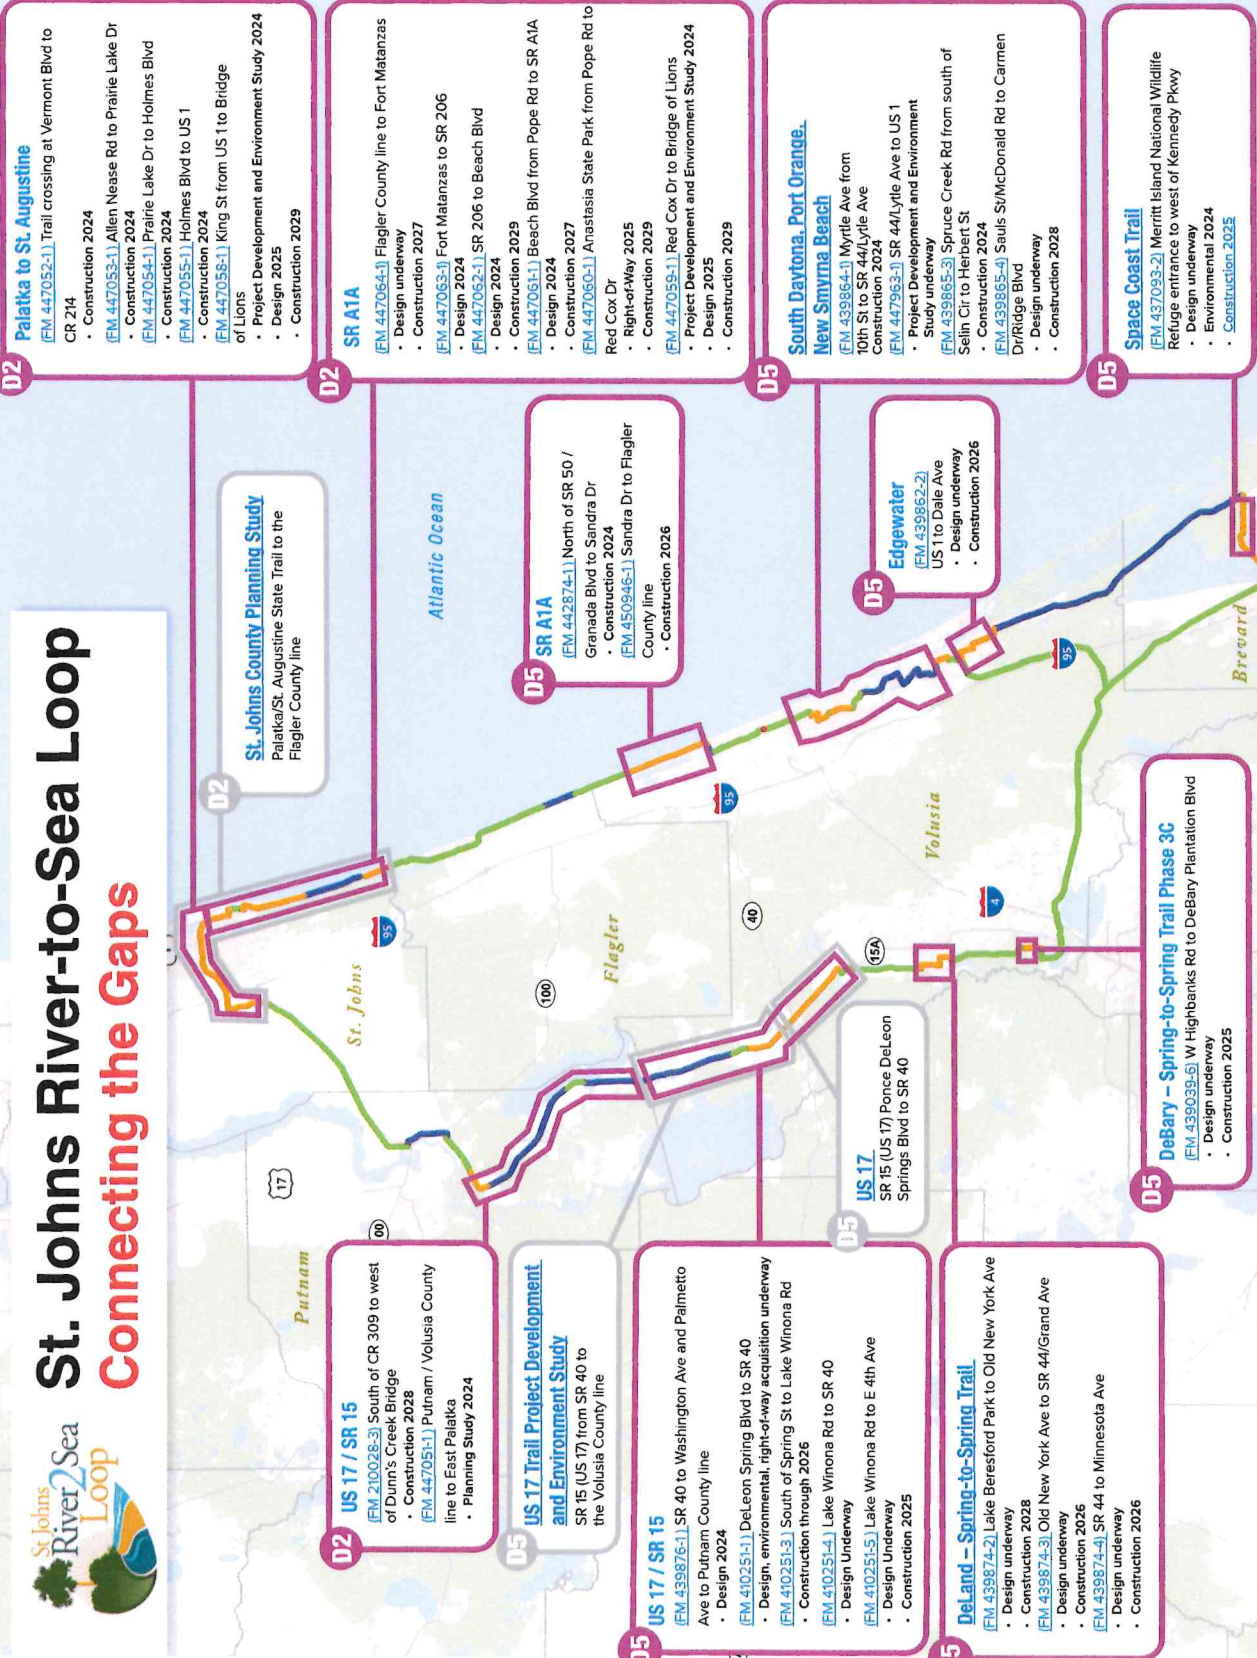 St Johns
River2Sea
Loop
St. Johns River-to-Sea Loop
Connecting the Gaps
D2
US 17 / SR 15
(FM 210028-3) South of CR 309 to west
of Dunn's Creek Bridge
• Construction 2028
(FM 447051-1) Putnam / Volusia County
line to East Palatka
• Planning Study 2024
D5
US 17 Trail Project Development
and Environment Study
SR 15 (US 17) from SR 40 to
the Volusia County line
D5
US 17 / SR 15
(FM 439876-1) SR 40 to Washington Ave and Palmetto
Ave to Putnam County line
• Design 2024
(FM 410251-1) DeLeon Spring Blvd to SR 40
• Design, environmental, right-of-way acquisition underway
(FM 410251-3) South of Spring St to Lake Winona Rd
• Construction through 2026
(FM 410251-4) Lake Winona Rd to SR 40
• Design Underway
(FM 410251-5) Lake Winona Rd to E 4th Ave
• Design Underway
• Construction 2025
DeLand – Spring-to-Spring Trail
(FM 439874-2) Lake Beresford Park to Old New York Ave
• Design underway
• Construction 2028
(FM 439874-3) Old New York Ave to SR 44/Grand Ave
• Design underway
• Construction 2026
(FM 439874-4) SR 44 to Minnesota Ave
• Design underway
• Construction 2026
D5
US 17
SR 15 (US 17) Ponce DeLeon
Springs Blvd to SR 40
D5
DeBary – Spring-to-Spring Trail Phase 3C
(FM 439039-6) W Highbanks Rd to DeBary Plantation Blvd
• Design underway
• Construction 2025
Putnam
17
00
St. Johns
95
100
Flagler
40
95
15A
Volusia
4
95
Brevard
Atlantic Ocean
D2
St. Johns County Planning Study
Palatka/St. Augustine State Trail to the
Flagler County line
D5
SR A1A
(FM 442874-1) North of SR 50 /
Granada Blvd to Sandra Dr
• Construction 2024
(FM 450946-1) Sandra Dr to Flagler
County line
• Construction 2026
D5
Edgewater
(FM 439862-2)
US 1 to Dale Ave
• Design underway
• Construction 2026
D2
Palatka to St. Augustine
(FM 447052-1) Trail crossing at Vermont Blvd to
CR 214
• Construction 2024
(FM 447053-1) Allen Nease Rd to Prairie Lake Dr
• Construction 2024
(FM 447054-1) Prairie Lake Dr to Holmes Blvd
• Construction 2024
(FM 447055-1) Holmes Blvd to US 1
• Construction 2024
(FM 447058-1) King St from US 1 to Bridge
of Lions
• Project Development and Environment Study 2024
• Design 2025
• Construction 2029
D2
SR A1A
(FM 447064-1) Flagler County line to Fort Matanzas
• Design underway
• Construction 2027
(FM 447063-1) Fort Matanzas to SR 206
• Design 2024
(FM 447062-1) SR 206 to Beach Blvd
• Design 2024
• Construction 2029
(FM 447061-1) Beach Blvd from Pope Rd to SR A1A
• Design 2024
• Construction 2027
(FM 447060-1) Anastasia State Park from Pope Rd to
Red Cox Dr
• Right-of-Way 2025
• Construction 2029
(FM 447059-1) Red Cox Dr to Bridge of Lions
• Project Development and Environment Study 2024
• Design 2025
• Construction 2029
D5
South Daytona, Port Orange,
New Smyrna Beach
(FM 439864-1) Myrtle Ave from
10th St to SR 44/Lytle Ave
Construction 2024
(FM 447963-1) SR 44/Lytle Ave to US 1
• Project Development and Environment
Study underway
(FM 439865-3) Spruce Creek Rd from south of
Selin Cir to Herbert St
• Construction 2024
(FM 439865-4) Sauls St/McDonald Rd to Carmen
Dr/Ridge Blvd
• Design underway
• Construction 2028
D5
Space Coast Trail
(FM 437093-2) Merritt Island National Wildlife
Refuge entrance to west of Kennedy Pkwy
• Design underway
• Environmental 2024
• Construction 2025